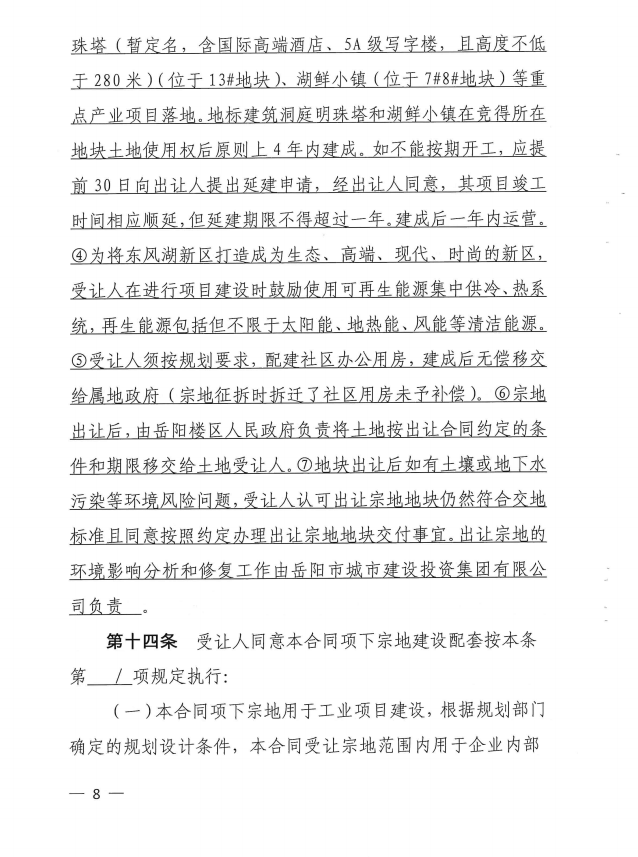 珠塔（暂定名，含国际高端酒店、5A 级写字楼，且高度不低
于 280 米）（位于 13#地块）、湖鲜小镇（位于 7#8#地块）等重
点产业项目落地。地标建筑洞庭明珠塔和湖鲜小镇在竞得所在
地块土地使用权后原则上 4 年内建成。如不能按期开工，应提
前 30 日向出让人提出延建申请，经出让人同意，其项目竣工
时间相应顺延，但延建期限不得超过一年。建成后一年内运营。
④为将东风湖新区打造成为生态、高端、现代、时尚的新区，
受让人在进行项目建设时鼓励使用可再生能源集中供冷、热系
统，再生能源包括但不限于太阳能、地热能、风能等清洁能源。
⑤受让人须按规划要求，配建社区办公用房，建成后无偿移交
给属地政府（宗地征拆时拆迁了社区用房未予补偿）。⑥宗地
出让后，由岳阳楼区人民政府负责将土地按出让合同约定的条
件和期限移交给土地受让人。⑦地块出让后如有土壤或地下水
污染等环境风险问题，受让人认可出让宗地地块仍然符合交地
标准且同意按照约定办理出让宗地地块交付事宜。出让宗地的
环境影响分析和修复工作由岳阳市城市建设投资集团有限公
司负责 。
第十四条 受让人同意本合同项下宗地建设配套按本条
第 / 项规定执行：
（一）本合同项下宗地用于工业项目建设，根据规划部门
确定的规划设计条件，本合同受让宗地范围内用于企业内部
— 8 —